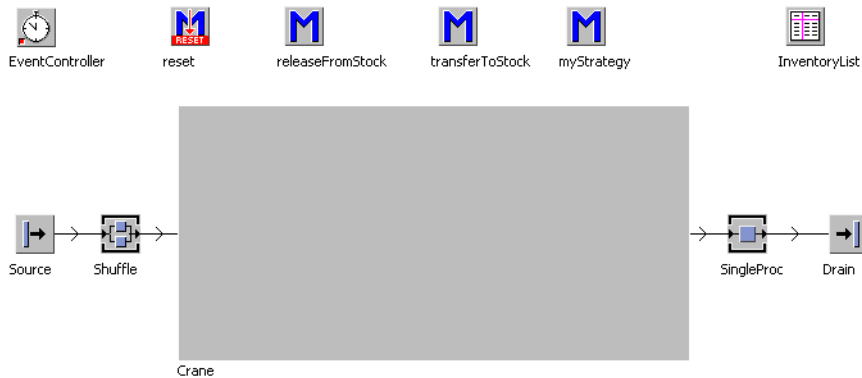 RESET
EventController
reset
releaseFromStock
transferToStock
myStrategy
InventoryList
Source
Shuffle
SingleProc
Drain
Crane